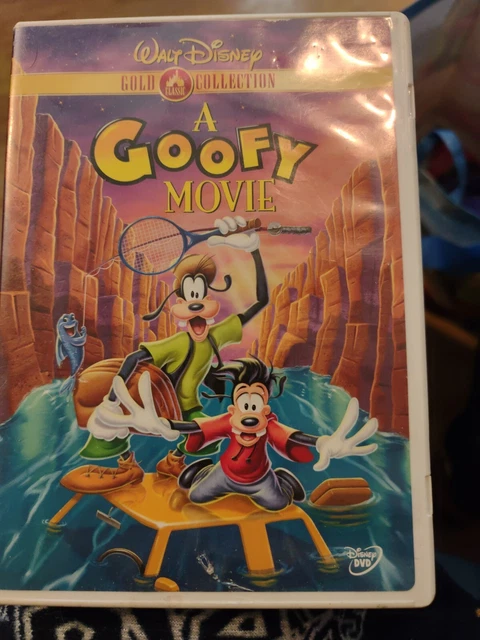 WALT DISNEY
GOLD CLASSIC COLLECTION
A
GOOFY
MOVIE
DISNEY
DVD